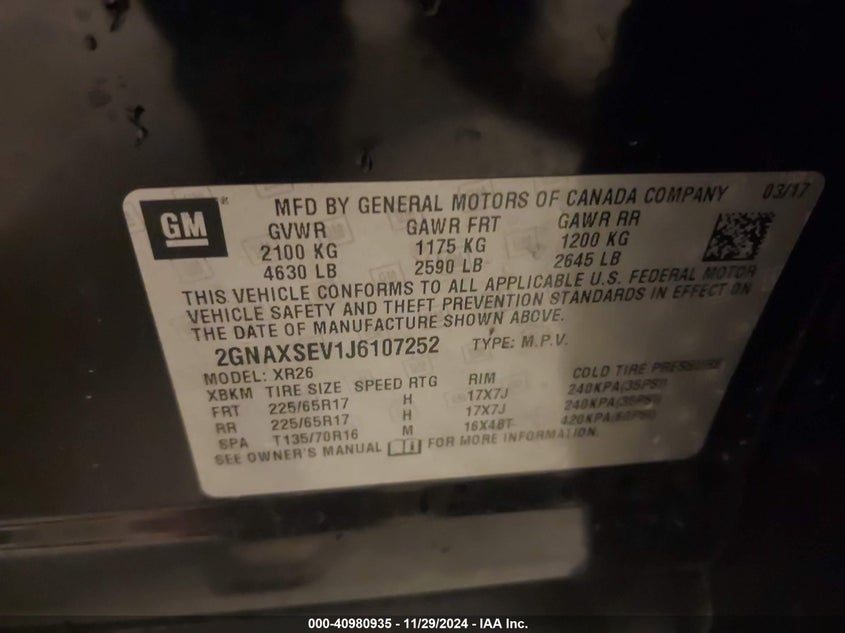 GM ® MFD BY GENERAL MOTORS OF CANADA COMPANY 03/17
GVWR GAWR FRT GAWR RR
2100 KG 1175 KG 1200 KG
4630 LB 2590 LB 2645 LB
THIS VEHICLE CONFORMS TO ALL APPLICABLE U.S. FEDERAL MOTOR
VEHICLE SAFETY AND THEFT PREVENTION STANDARDS IN EFFECT ON
THE DATE OF MANUFACTURE SHOWN ABOVE.
2GNAXSEV1J6107252 TYPE: M.P.V.
MODEL: XR26
XBKM TIRE SIZE SPEED RTG RIM COLD TIRE PRESSURE
FRT 225/65R17 H 17X7J 240KPA(35PSI)
RR 225/65R17 H 17X7J 240KPA(35PSI)
SPA T135/70R16 M 16X4BT 420KPA(60PSI)
SEE OWNER'S MANUAL FOR MORE INFORMATION.
000-40980935 - 11/29/2024 - IAA Inc.